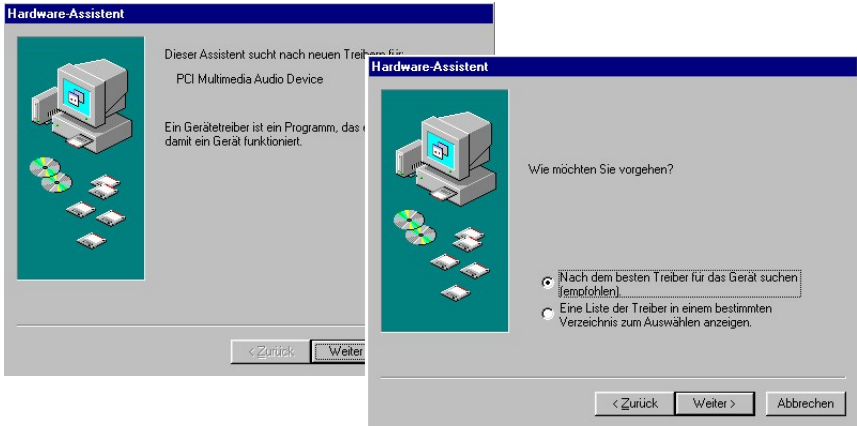 Hardware-Assistent
Dieser Assistent sucht nach neuen Treibern für:
PCI Multimedia Audio Device
Ein Gerätetreiber ist ein Programm, das
damit ein Gerät funktioniert.
< Zurück
Weiter
Hardware-Assistent
Wie möchten Sie vorgehen?
Nach dem besten Treiber für das Gerät suchen
(empfohlen).
Eine Liste der Treiber in einem bestimmten
Verzeichnis zum Auswählen anzeigen.
< Zurück
Weiter >
Abbrechen